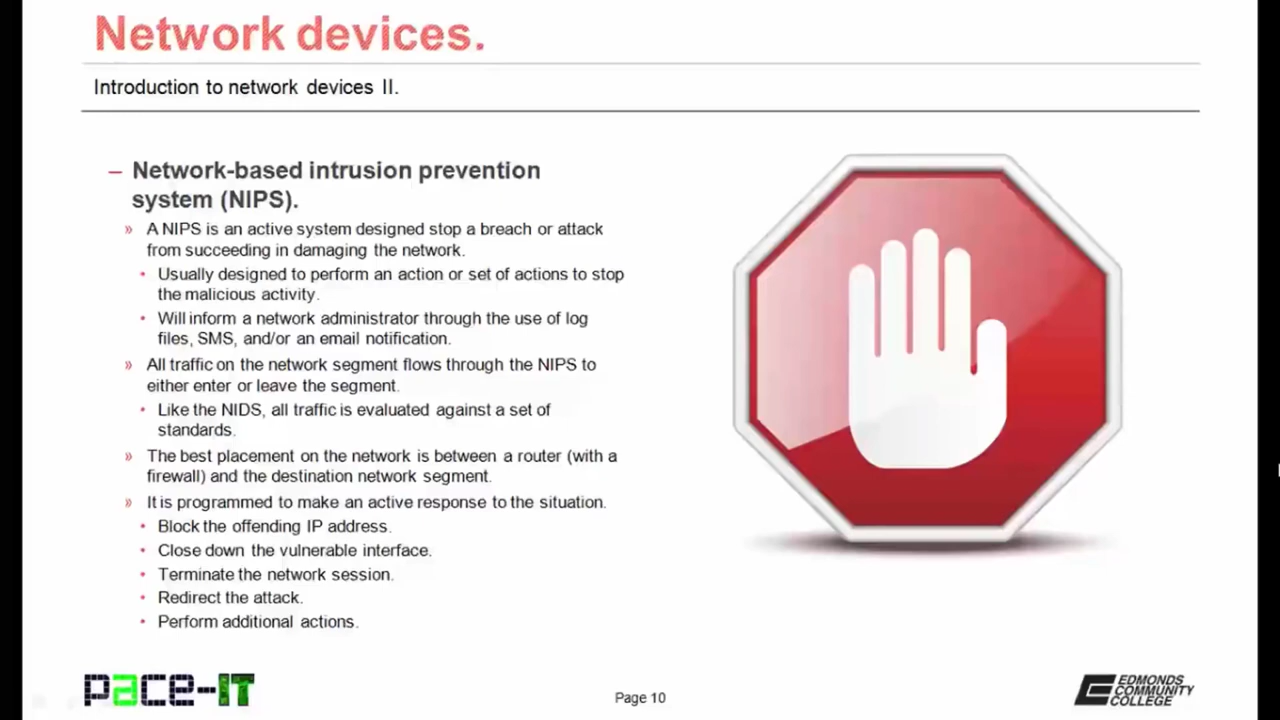 Network devices.
Introduction to network devices II.
– Network-based intrusion prevention
system (NIPS).
» A NIPS is an active system designed stop a breach or attack
from succeeding in damaging the network.
• Usually designed to perform an action or set of actions to stop
the malicious activity.
• Will inform a network administrator through the use of log
files, SMS, and/or an email notification.
» All traffic on the network segment flows through the NIPS to
either enter or leave the segment.
• Like the NIDS, all traffic is evaluated against a set of
standards.
» The best placement on the network is between a router (with a
firewall) and the destination network segment.
» It is programmed to make an active response to the situation.
• Block the offending IP address.
• Close down the vulnerable interface.
• Terminate the network session.
• Redirect the attack.
• Perform additional actions.
pace-IT
Page 10
EDMONDS
COMMUNITY
COLLEGE